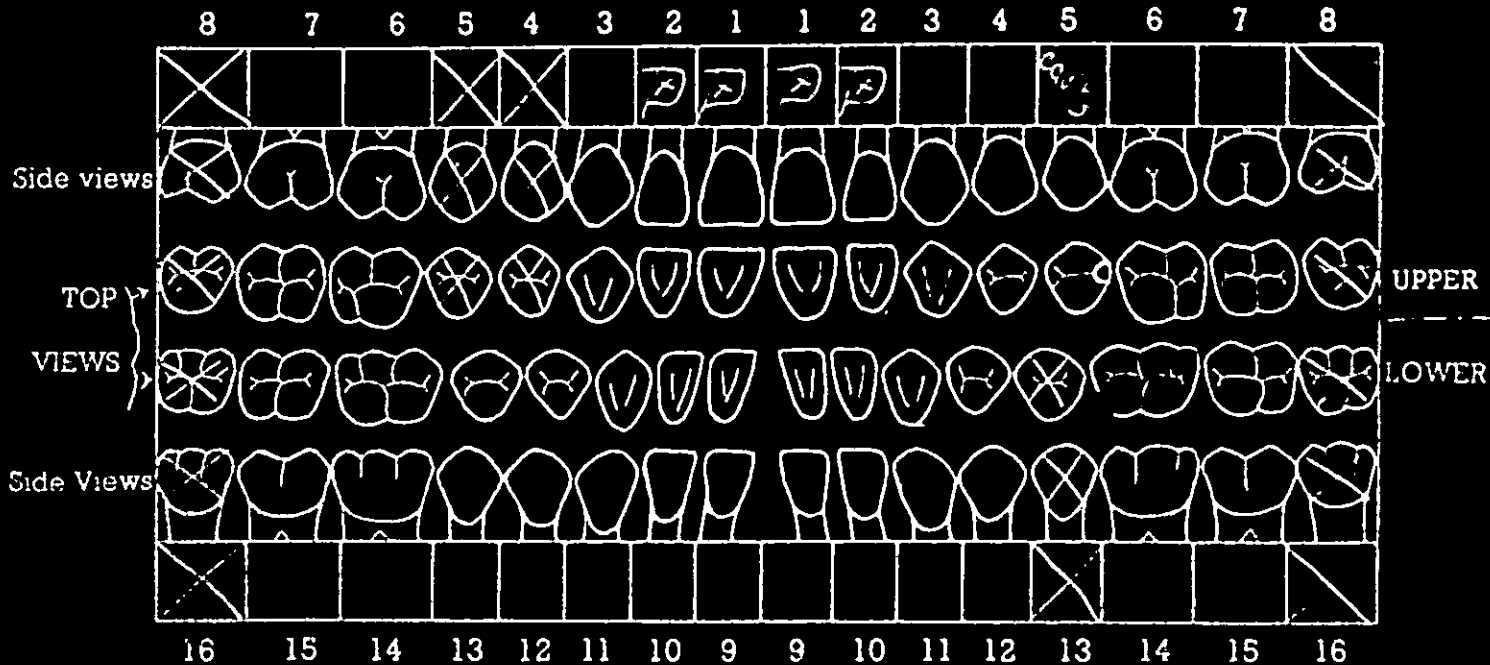 8 7 6 5 4 3 2 1 1 2 3 4 5 6 7 8
Side views
TOP
VIEWS
UPPER
LOWER
Side Views
16 15 14 13 12 11 10 9 9 10 11 12 13 14 15 16